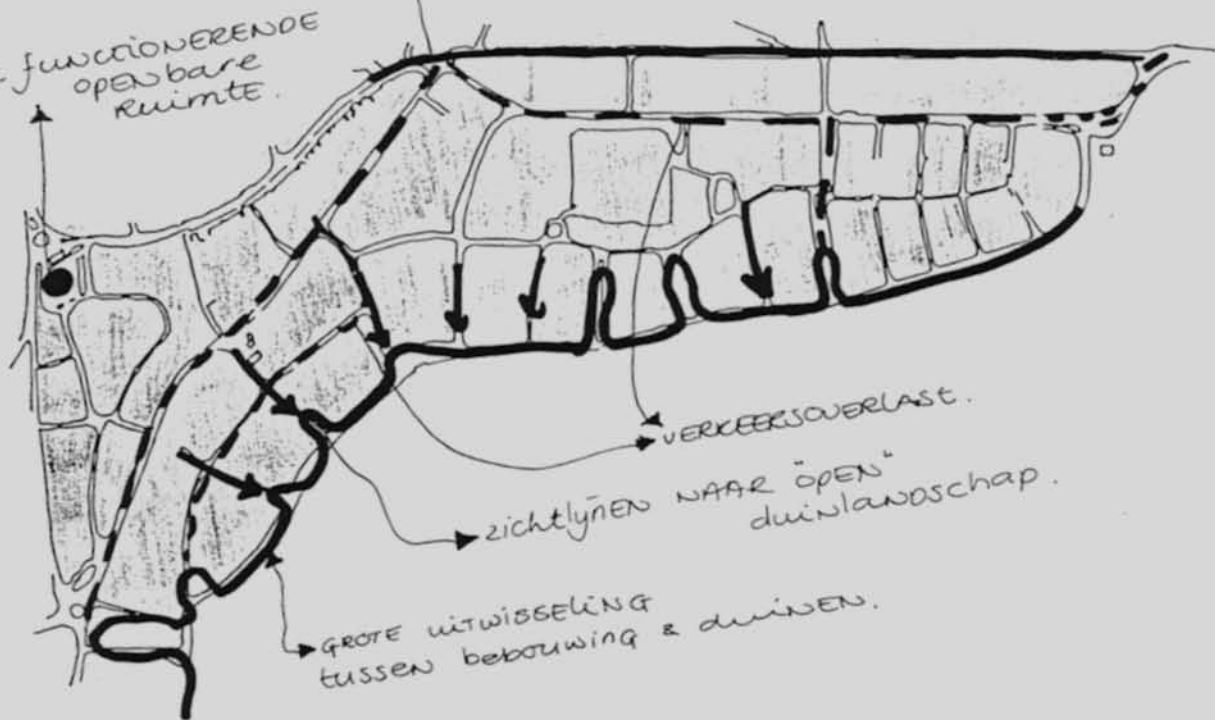 - functionerende
openbare
ruimte.
verkeersoverlast.
zichtlijnen naar "open"
duinlandschap.
grote uitwisseling
tussen bebouwing & duinen.